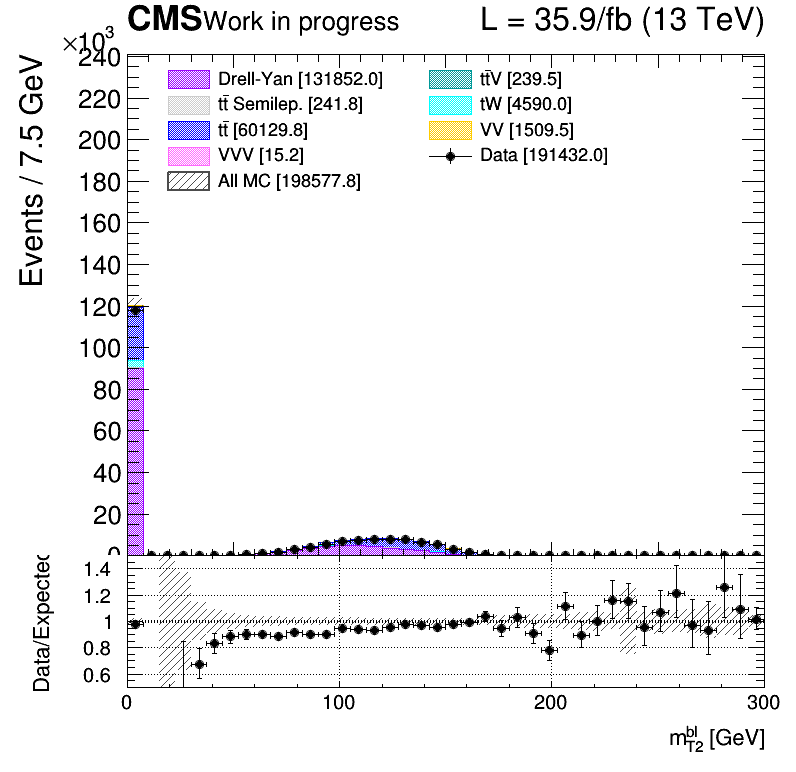 CMS Work in progress L = 35.9/fb (13 TeV)
×10³
Events / 7.5 GeV
240
220
200
180
160
140
120
100
80
60
40
20
0
Drell-Yan [131852.0]
tt̄ Semilep. [241.8]
tt̄ [60129.8]
VVV [15.2]
All MC [198577.8]
tt̄V [239.5]
tW [4590.0]
VV [1509.5]
Data [191432.0]
Data/Expected
1.4
1.2
1
0.8
0.6
0 100 200 300
m_{T2}^{bl} [GeV]